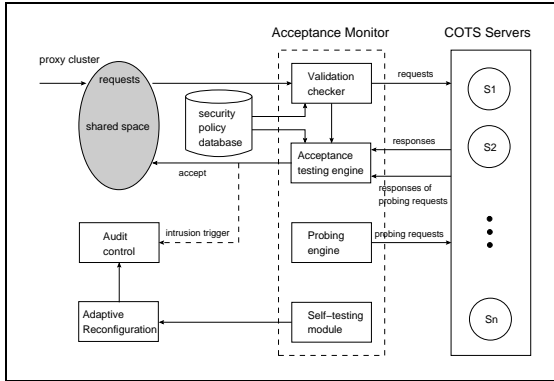 Acceptance Monitor
COTS Servers
proxy cluster
requests
shared space
security
policy
database
Validation
checker
requests
S1
S2
responses
Acceptance
testing engine
accept
responses of
probing requests
Audit
control
intrusion trigger
Probing
engine
probing requests
Adaptive
Reconfiguration
Self−testing
module
Sn